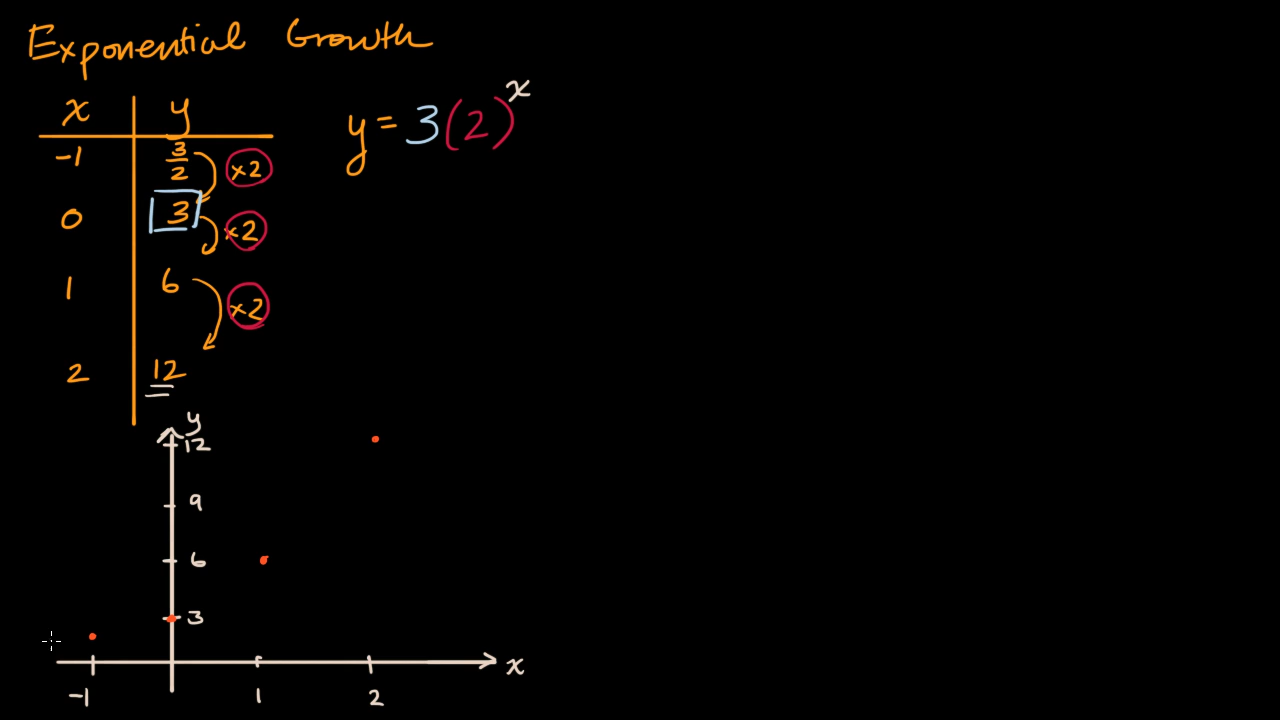 Exponential Growth
x y y = 3(2)^x
-1 3/2 ×2
0 3 ×2
1 6 ×2
2 12
y
12
9
6
3
x
-1 1 2